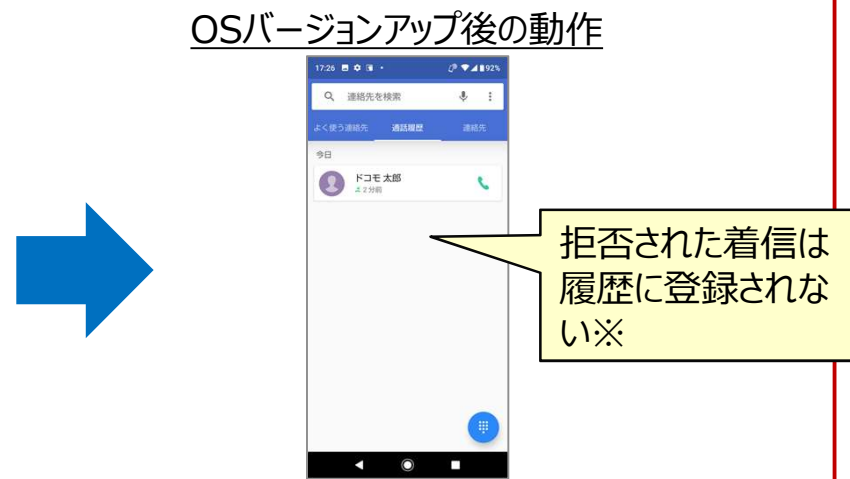 OSバージョンアップ後の動作
17:26
92%
連絡先を検索
よく使う連絡先 通話履歴 連絡先
今日
ドコモ 太郎
2 分前
拒否された着信は
履歴に登録されな
い※